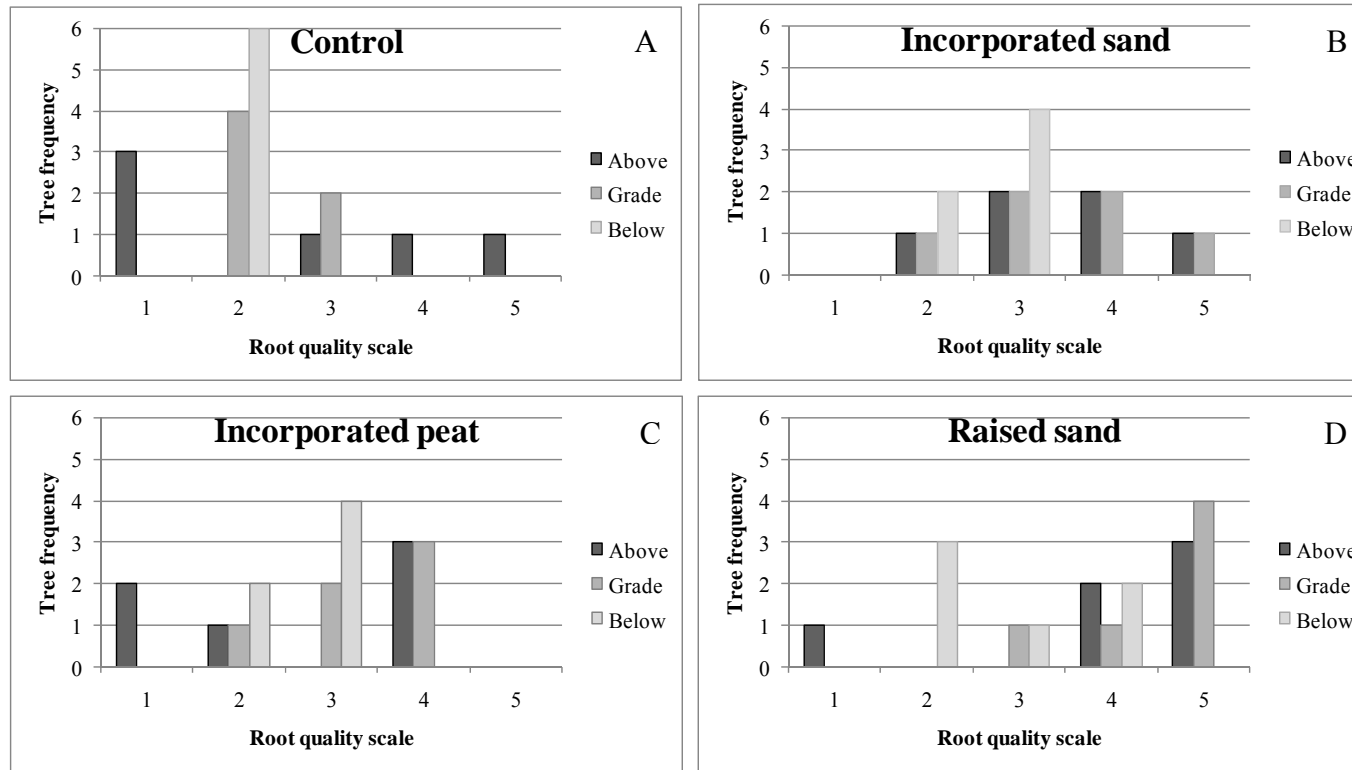 Control
A
Tree frequency
6
5
4
3
2
1
0
1 2 3 4 5
Root quality scale
Above
Grade
Below
Incorporated sand
B
Tree frequency
6
5
4
3
2
1
0
1 2 3 4 5
Root quality scale
Above
Grade
Below
Incorporated peat
C
Tree frequency
6
5
4
3
2
1
0
1 2 3 4 5
Root quality scale
Above
Grade
Below
Raised sand
D
Tree frequency
6
5
4
3
2
1
0
1 2 3 4 5
Root quality scale
Above
Grade
Below